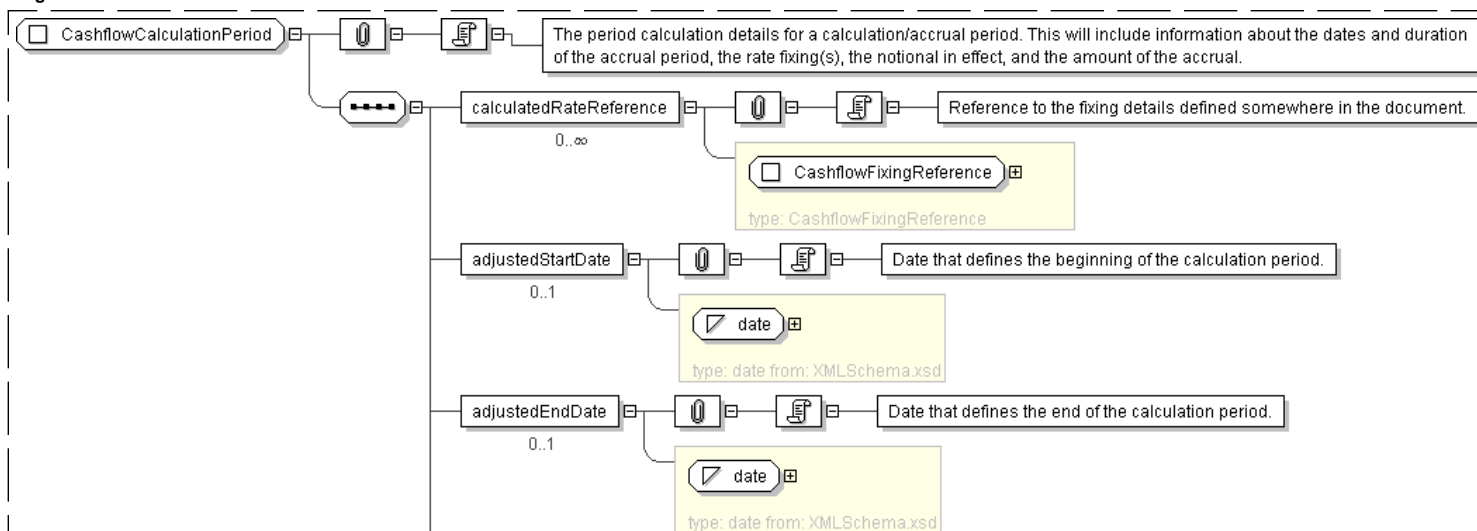 CashflowCalculationPeriod
The period calculation details for a calculation/accrual period. This will include information about the dates and duration
of the accrual period, the rate fixing(s), the notional in effect, and the amount of the accrual.
calculatedRateReference
Reference to the fixing details defined somewhere in the document.
0..∞
CashflowFixingReference
type: CashflowFixingReference
adjustedStartDate
Date that defines the beginning of the calculation period.
0..1
date
type: date from: XMLSchema.xsd
adjustedEndDate
Date that defines the end of the calculation period.
0..1
date
type: date from: XMLSchema.xsd